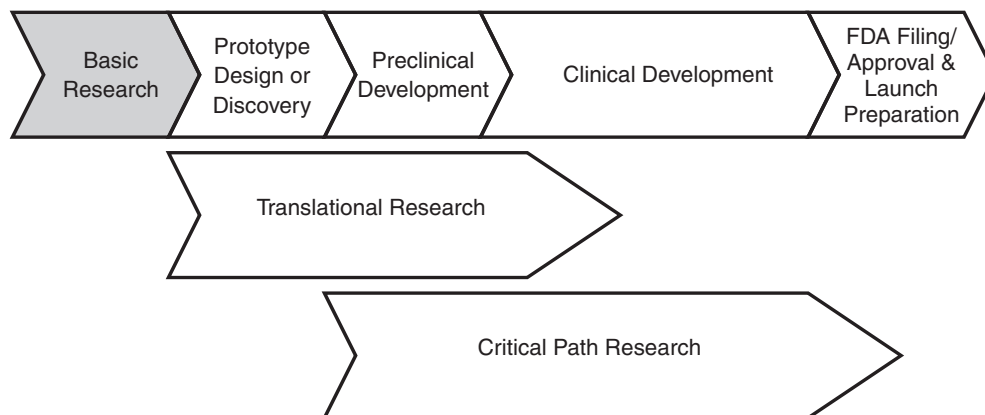 Basic
Research
Prototype
Design or
Discovery
Preclinical
Development
Clinical Development
FDA Filing/
Approval &
Launch
Preparation
Translational Research
Critical Path Research